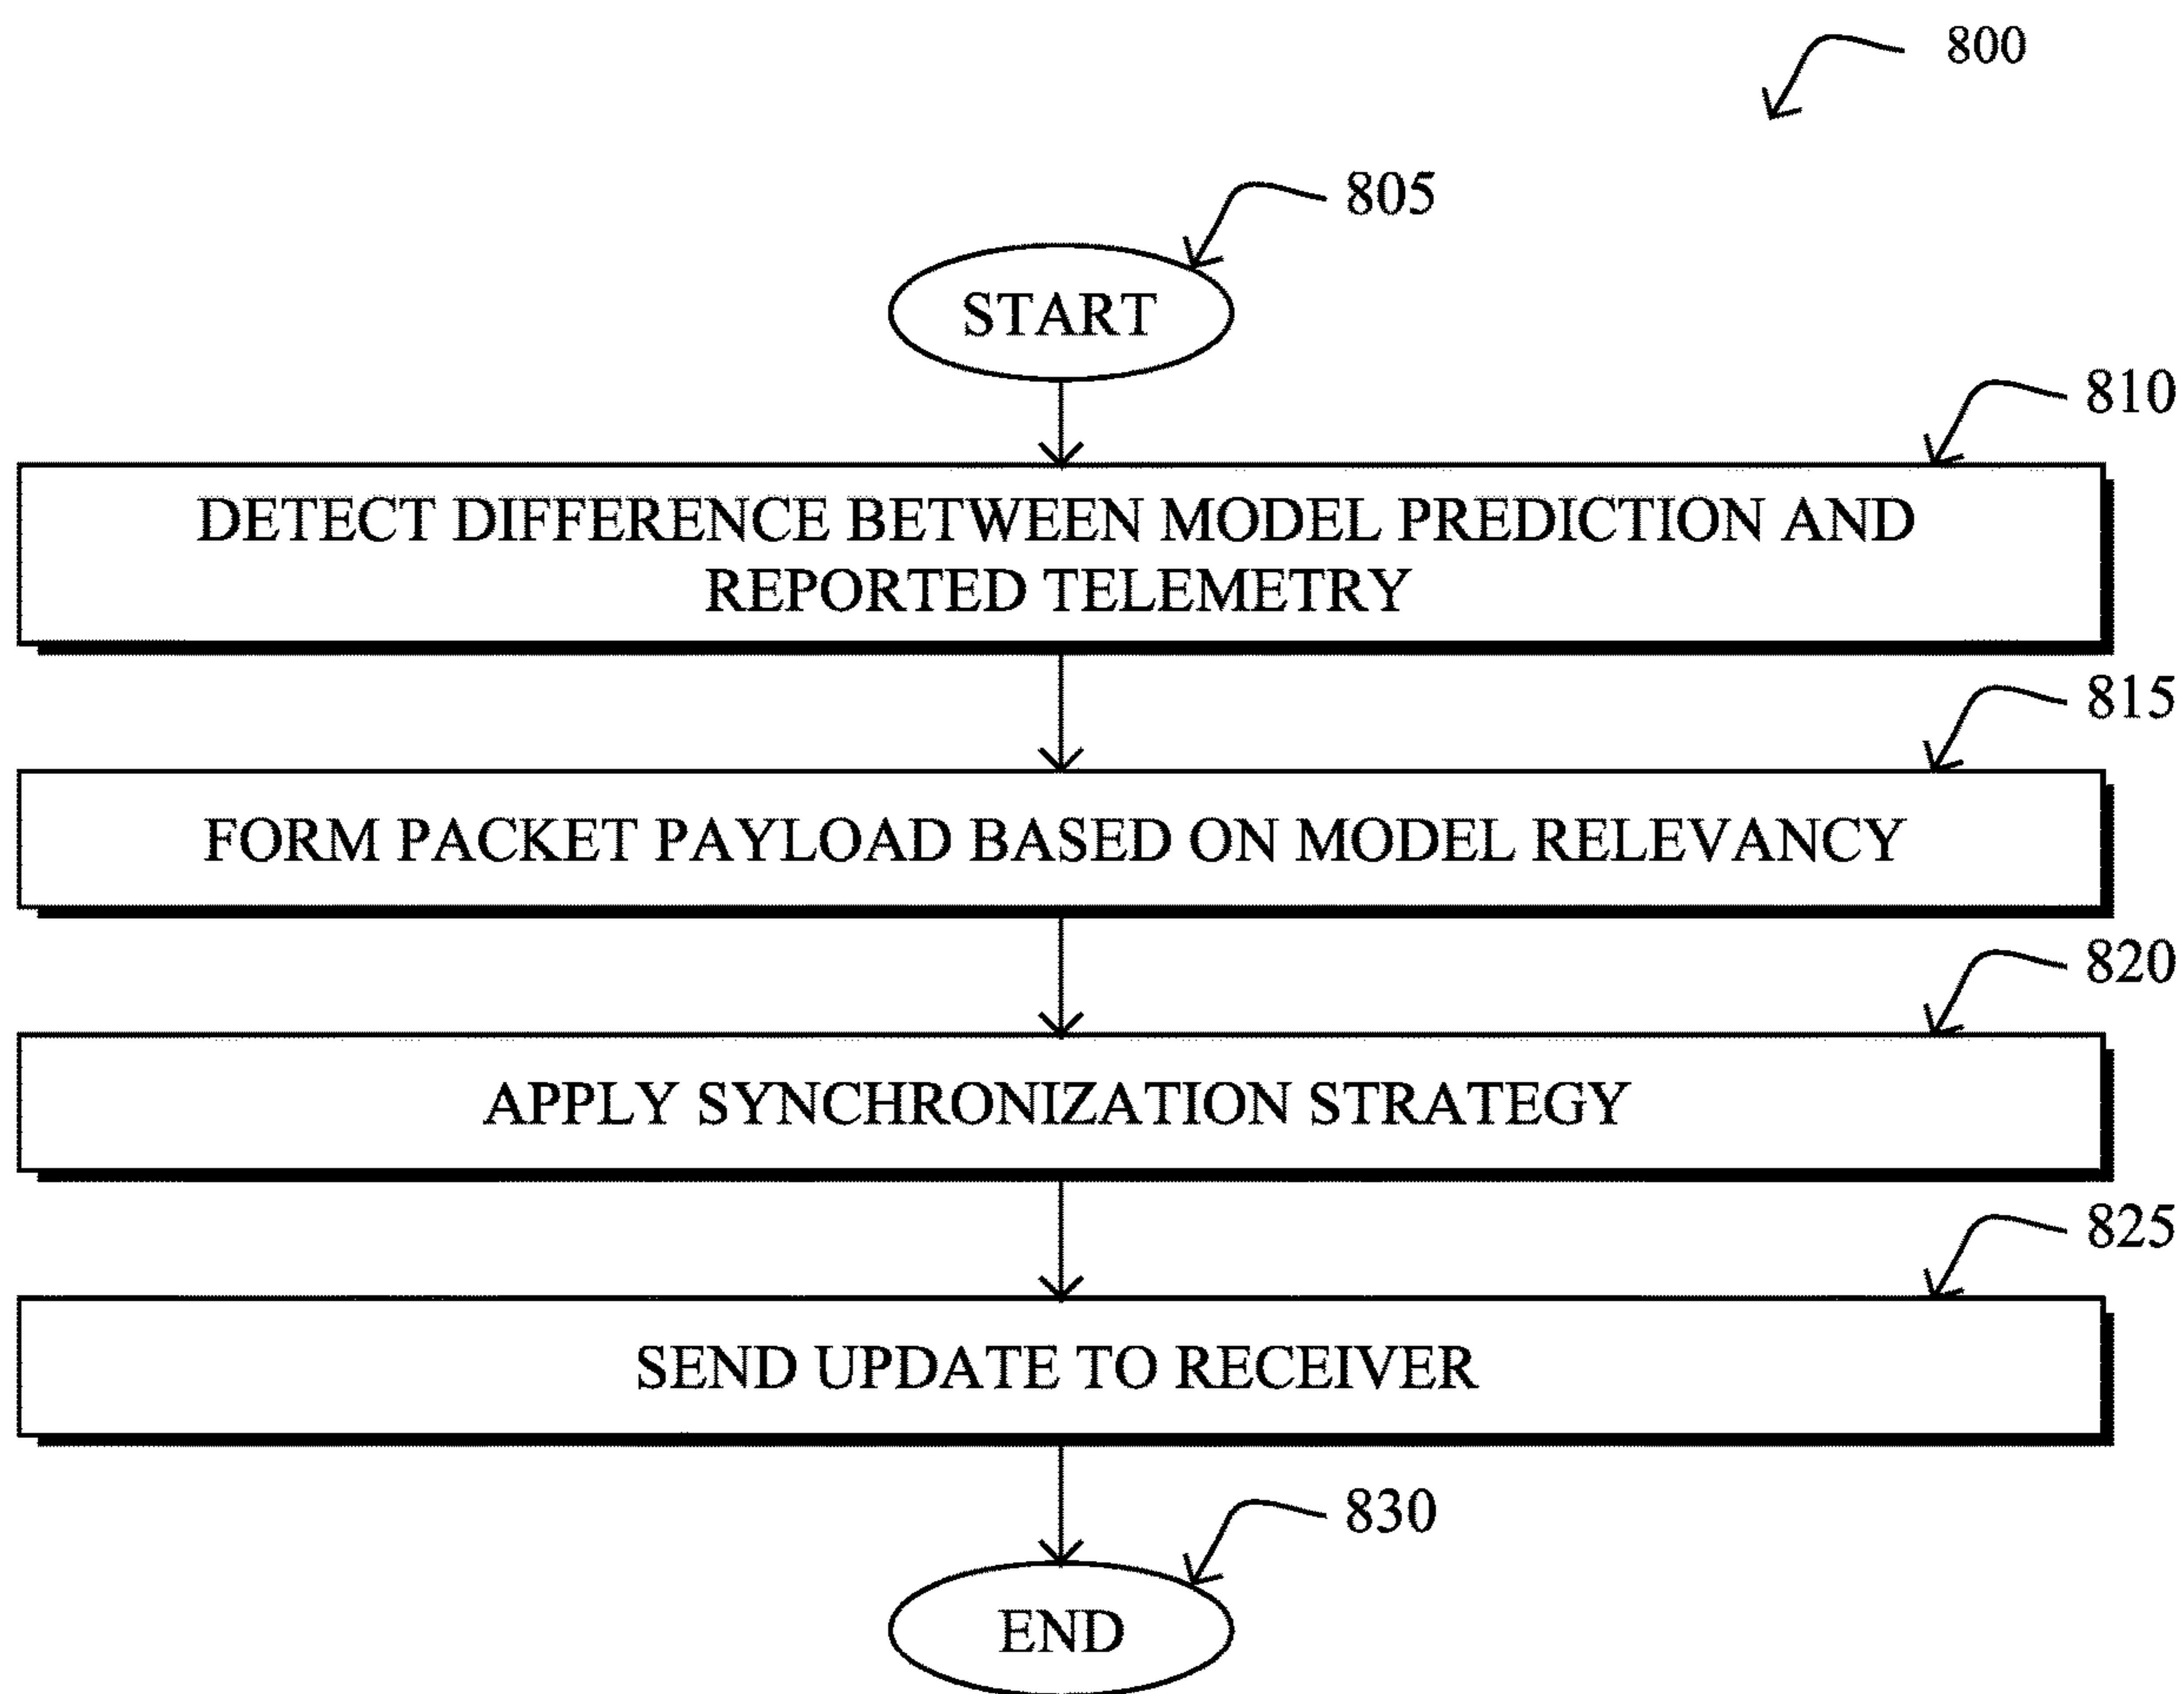 800
805
START
810
DETECT DIFFERENCE BETWEEN MODEL PREDICTION AND
REPORTED TELEMETRY
815
FORM PACKET PAYLOAD BASED ON MODEL RELEVANCY
820
APPLY SYNCHRONIZATION STRATEGY
825
SEND UPDATE TO RECEIVER
830
END